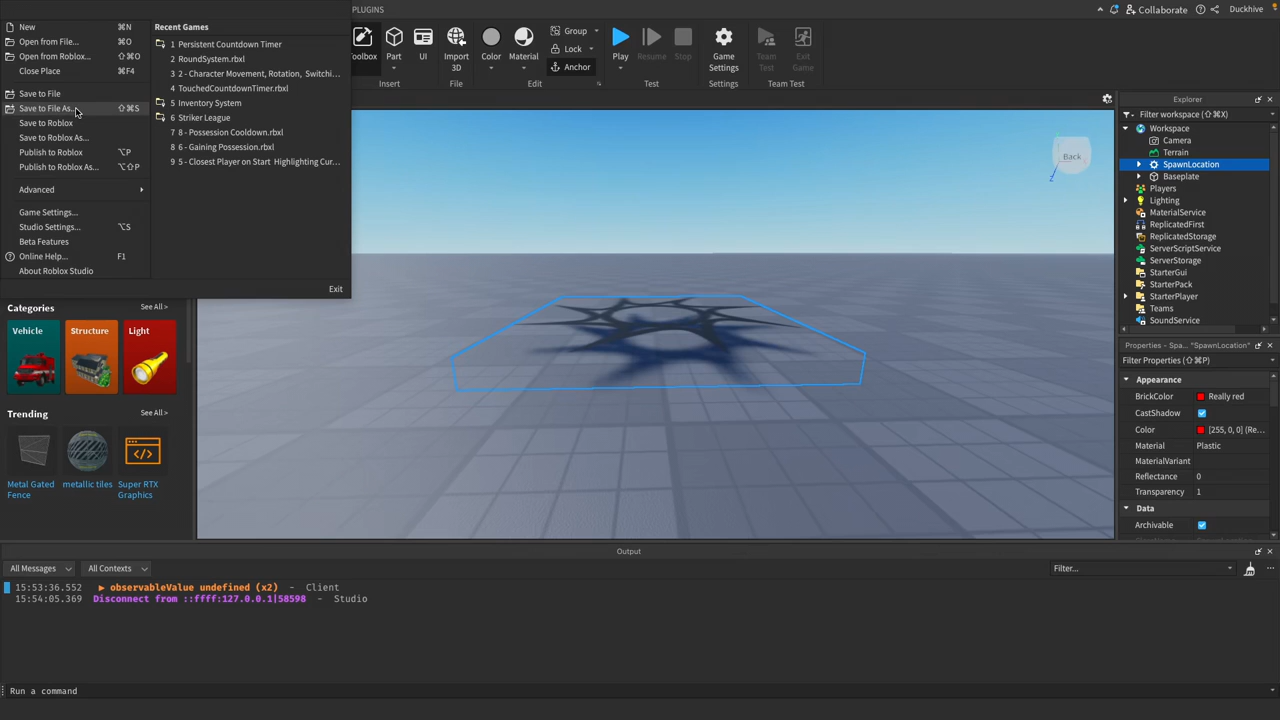 PLUGINS
Collaborate
Duckhive
New ⌘N
Open from File... ⌘O
Open from Roblox... ⇧⌘O
Close Place ⌘F4
Save to File
Save to File As... ⇧⌘S
Save to Roblox
Save to Roblox As...
Publish to Roblox ⌥P
Publish to Roblox As... ⌥⇧P
Advanced
Game Settings...
Studio Settings... ⌥S
Beta Features
Online Help... F1
About Roblox Studio
Recent Games
1 Persistent Countdown Timer
2 RoundSystem.rbxl
3 2 - Character Movement, Rotation, Switchi...
4 TouchedCountdownTimer.rbxl
5 Inventory System
6 Striker League
7 8 - Possession Cooldown.rbxl
8 6 - Gaining Possession.rbxl
9 5 - Closest Player on Start Highlighting Cur...
Exit
Toolbox
Part
UI
Insert
Import 3D
File
Color
Material
Group
Lock
Anchor
Edit
Play
Resume
Stop
Test
Game Settings
Team Test
Exit Game
Team Test
Categories See All >
Vehicle
Structure
Light
Trending See All >
Metal Gated Fence
metallic tiles
Super RTX Graphics
Back
Z
Explorer
Filter workspace (⇧⌘X)
Workspace
Camera
Terrain
SpawnLocation
Baseplate
Players
Lighting
MaterialService
ReplicatedFirst
ReplicatedStorage
ServerScriptService
ServerStorage
StarterGui
StarterPack
StarterPlayer
Teams
SoundService
Properties - Spa... "SpawnLocation"
Filter Properties (⇧⌘P)
Appearance
BrickColor Really red
CastShadow
Color [255, 0, 0] (Re...
Material Plastic
MaterialVariant
Reflectance 0
Transparency 1
Data
Archivable
Output
All Messages
All Contexts
Filter...
15:53:36.552 ▶ observableValue undefined (x2) - Client
15:54:05.369 Disconnect from ::ffff:127.0.0.1|58598 - Studio
Run a command